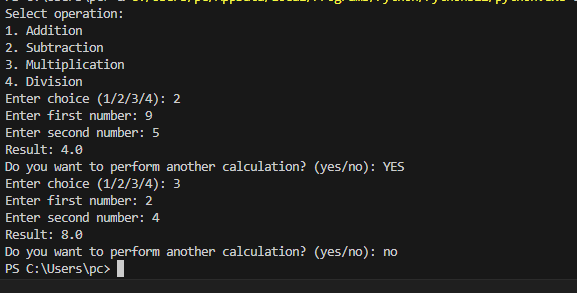 Select operation:
1. Addition
2. Subtraction
3. Multiplication
4. Division
Enter choice (1/2/3/4): 2
Enter first number: 9
Enter second number: 5
Result: 4.0
Do you want to perform another calculation? (yes/no): YES
Enter choice (1/2/3/4): 3
Enter first number: 2
Enter second number: 4
Result: 8.0
Do you want to perform another calculation? (yes/no): no
PS C:\Users\pc>